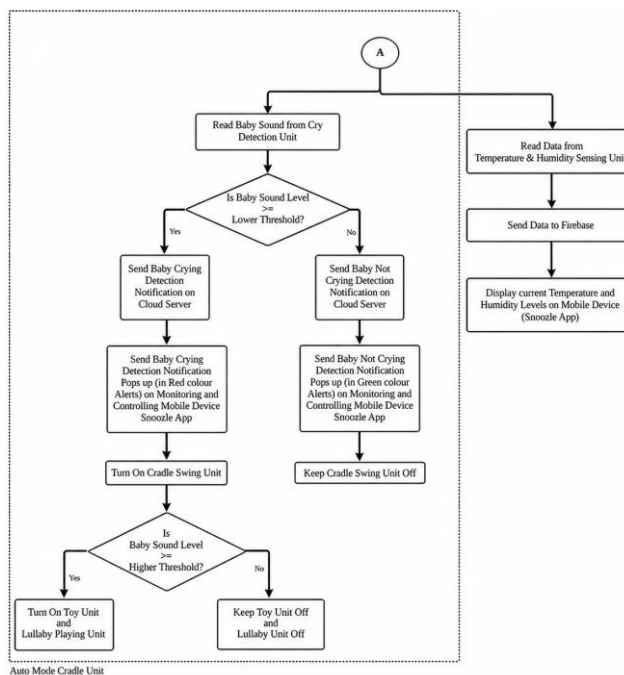 A
Read Baby Sound from Cry
Detection Unit
Read Data from
Temperature & Humidity Sensing Unit
Is Baby Sound Level
>=
Lower Threshold?
Yes
No
Send Data to Firebase
Send Baby Crying
Detection
Notification on
Cloud Server
Send Baby Not
Crying Detection
Notification on
Cloud Server
Display current Temperature and
Humidity Levels on Mobile Device
(Snoozle App)
Send Baby Crying
Detection Notification
Pops up (in Red colour
Alerts) on Monitoring and
Controlling Mobile Device
Snoozle App
Send Baby Not Crying
Detection Notification
Pops up (in Green colour
Alerts) on Monitoring and
Controlling Mobile Device
Snoozle App
Turn On Cradle Swing Unit
Keep Cradle Swing Unit Off
Is
Baby Sound Level
>=
Higher Threshold?
Yes
No
Turn On Toy Unit
and
Lullaby Playing Unit
Keep Toy Unit Off
and
Lullaby Unit Off
Auto Mode Cradle Unit